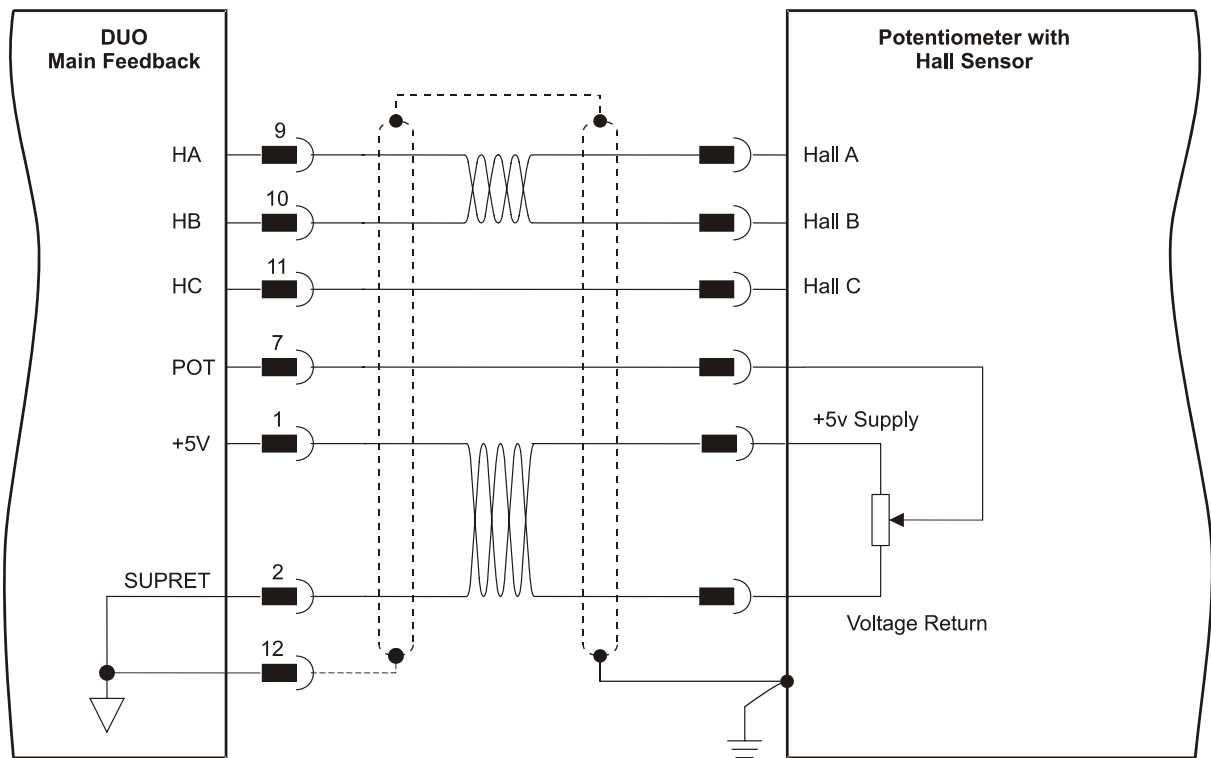 DUO
Main Feedback
Potentiometer with
Hall Sensor
HA
9
Hall A
HB
10
Hall B
HC
11
Hall C
POT
7
+5V
1
+5v Supply
SUPRET
2
Voltage Return
12